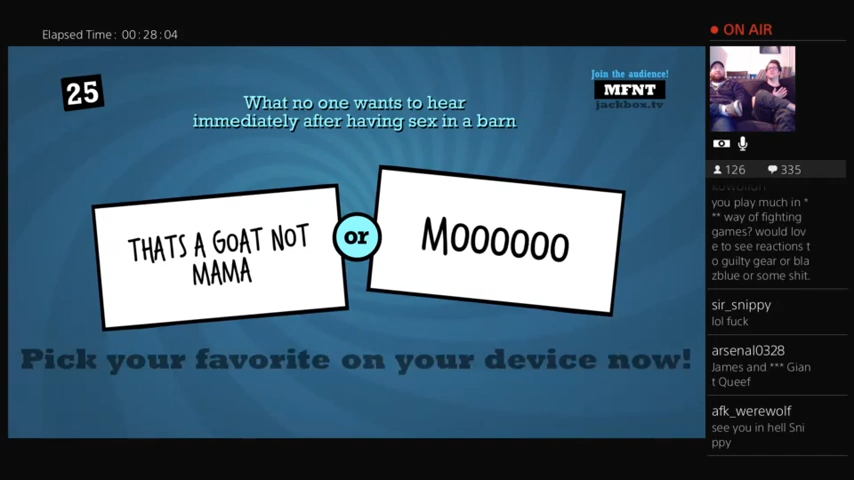 Elapsed Time: 00:28:04
ON AIR
25
Join the audience!
MFNT
jackbox.tv
What no one wants to hear
immediately after having sex in a barn
THATS A GOAT NOT
MAMA
or
MOOOOOO
Pick your favorite on your device now!
126 335
you play much in *
** way of fighting
games? would lov
e to see reactions t
o guilty gear or bla
zblue or some shit.
sir_snippy
lol fuck
arsenal0328
James and *** Gian
t Queef
afk_werewolf
see you in hell Sni
ppy